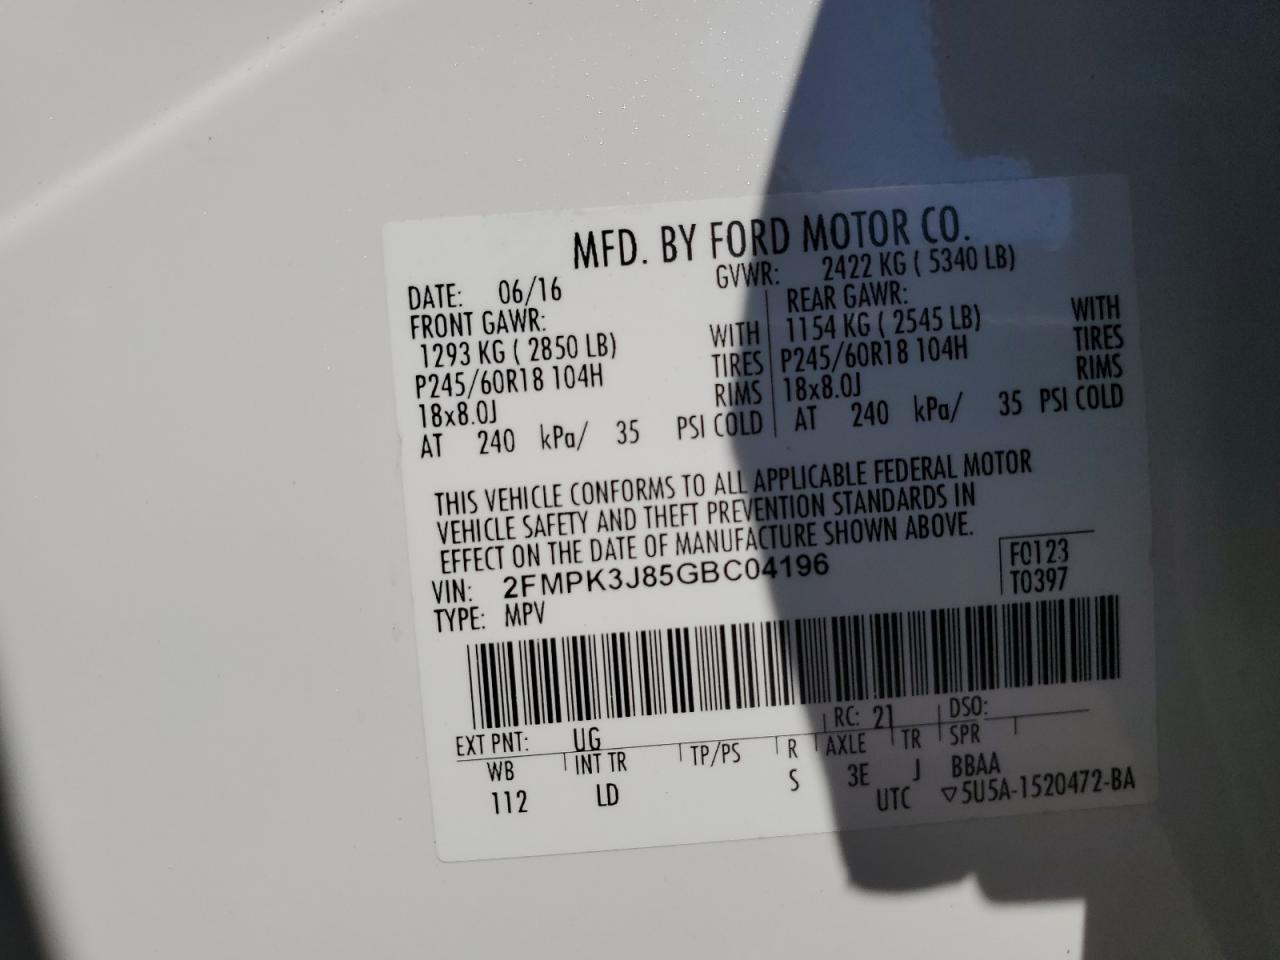 MFD. BY FORD MOTOR CO.
DATE: 06/16 GVWR: 2422 KG ( 5340 LB)
FRONT GAWR: REAR GAWR:
1293 KG ( 2850 LB) WITH 1154 KG ( 2545 LB) WITH
P245/60R18 104H TIRES P245/60R18 104H TIRES
18x8.0J RIMS 18x8.0J RIMS
AT 240 kPa/ 35 PSI COLD AT 240 kPa/ 35 PSI COLD
THIS VEHICLE CONFORMS TO ALL APPLICABLE FEDERAL MOTOR
VEHICLE SAFETY AND THEFT PREVENTION STANDARDS IN
EFFECT ON THE DATE OF MANUFACTURE SHOWN ABOVE.
VIN: 2FMPK3J85GBC04196 F0123
TYPE: MPV T0397
EXT PNT: UG RC: 21 DSO:
WB INT TR TP/PS R AXLE TR SPR
112 LD S 3E J BBAA
UTC ▽5U5A-1520472-BA